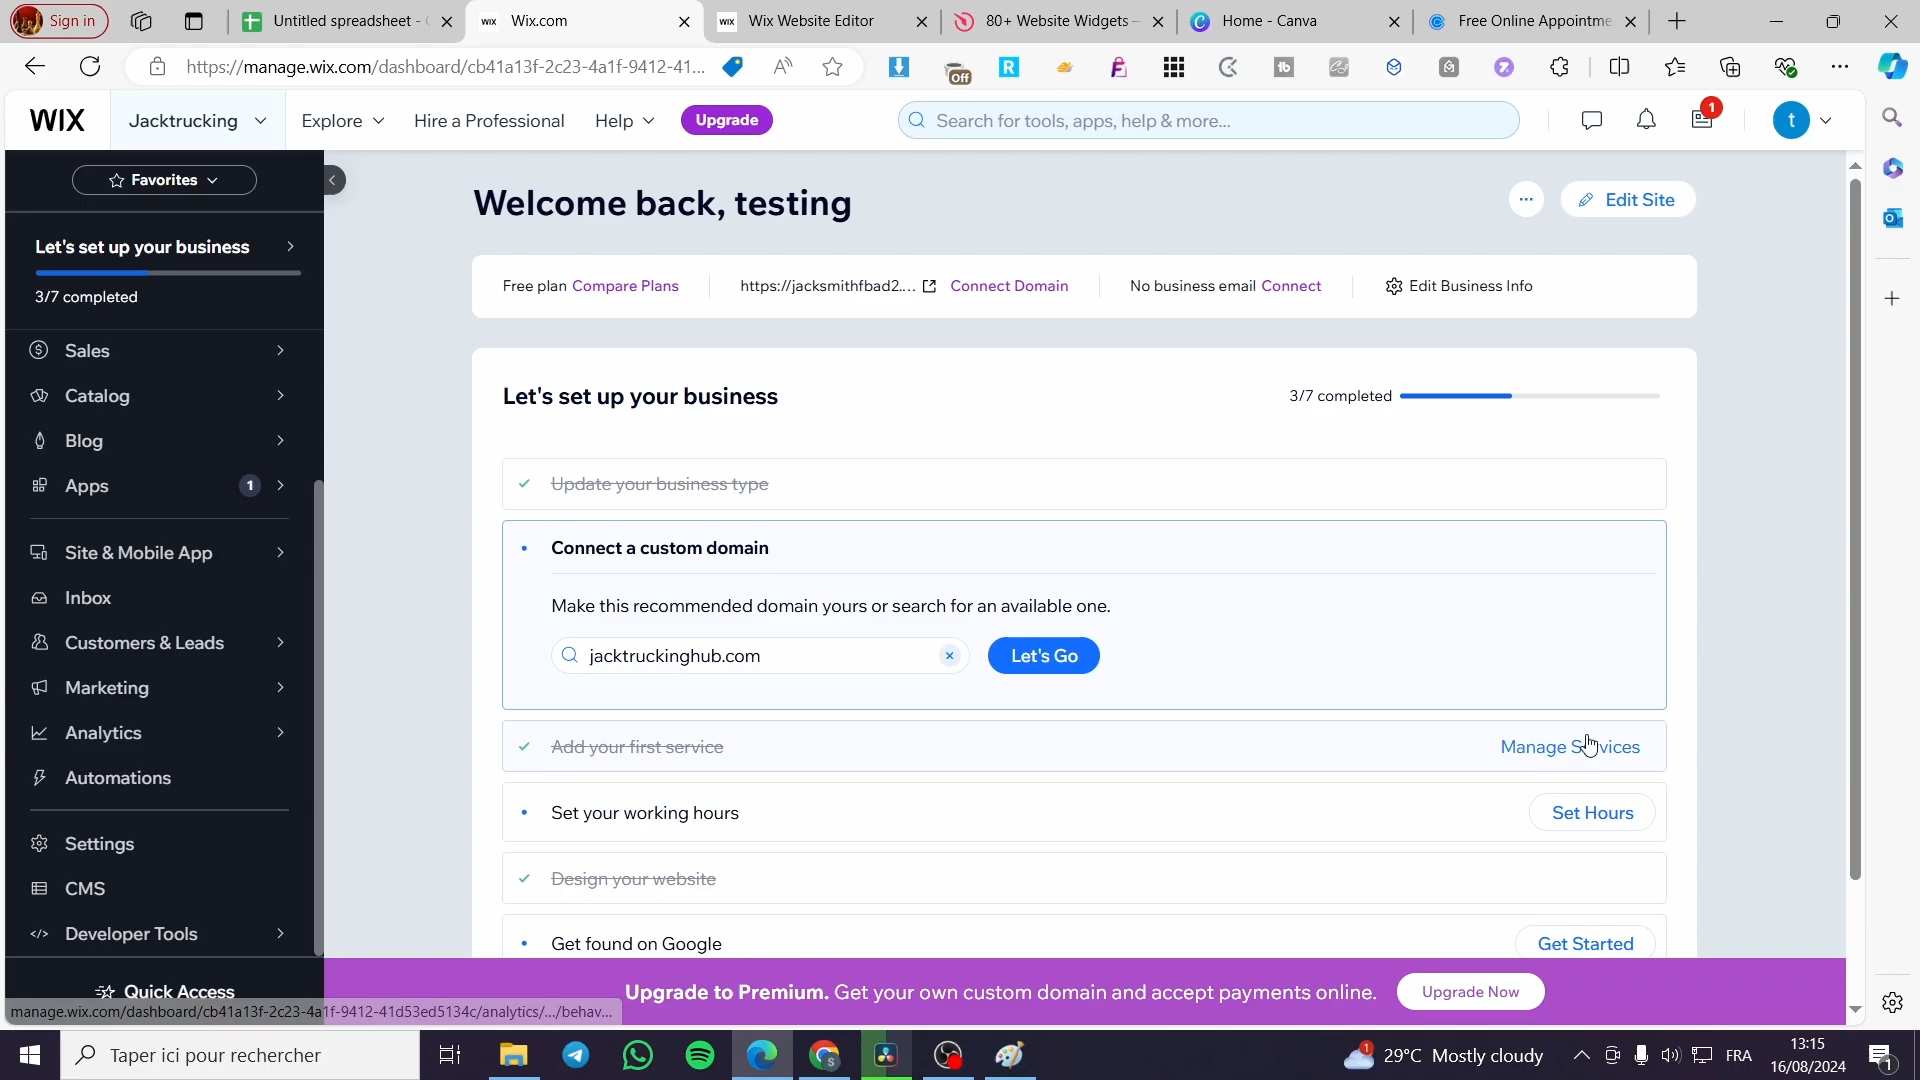 Sign in
Untitled spreadsheet -
WIX Wix.com
WIX Wix Website Editor
80+ Website Widgets -
Home - Canva
Free Online Appointme
https://manage.wix.com/dashboard/cb41a13f-2c23-4a1f-9412-41...
Off
WIX
Jacktrucking
Explore
Hire a Professional
Help
Upgrade
Search for tools, apps, help & more...
1
t
Favorites
Let's set up your business
3/7 completed
Sales
Catalog
Blog
Apps 1
Site & Mobile App
Inbox
Customers & Leads
Marketing
Analytics
Automations
Settings
CMS
Developer Tools
Quick Access
manage.wix.com/dashboard/cb41a13f-2c23-4a1f-9412-41d53ed5134c/analytics/.../behav...
Welcome back, testing
Edit Site
Free plan Compare Plans
https://jacksmithfbad2.... Connect Domain
No business email Connect
Edit Business Info
Let's set up your business
3/7 completed
Update your business type
Connect a custom domain
Make this recommended domain yours or search for an available one.
jacktruckinghub.com
Let's Go
Add your first service
Manage Services
Set your working hours
Set Hours
Design your website
Get found on Google
Get Started
Upgrade to Premium. Get your own custom domain and accept payments online.
Upgrade Now
Taper ici pour rechercher
1
29°C Mostly cloudy
FRA
13:15
16/08/2024
1